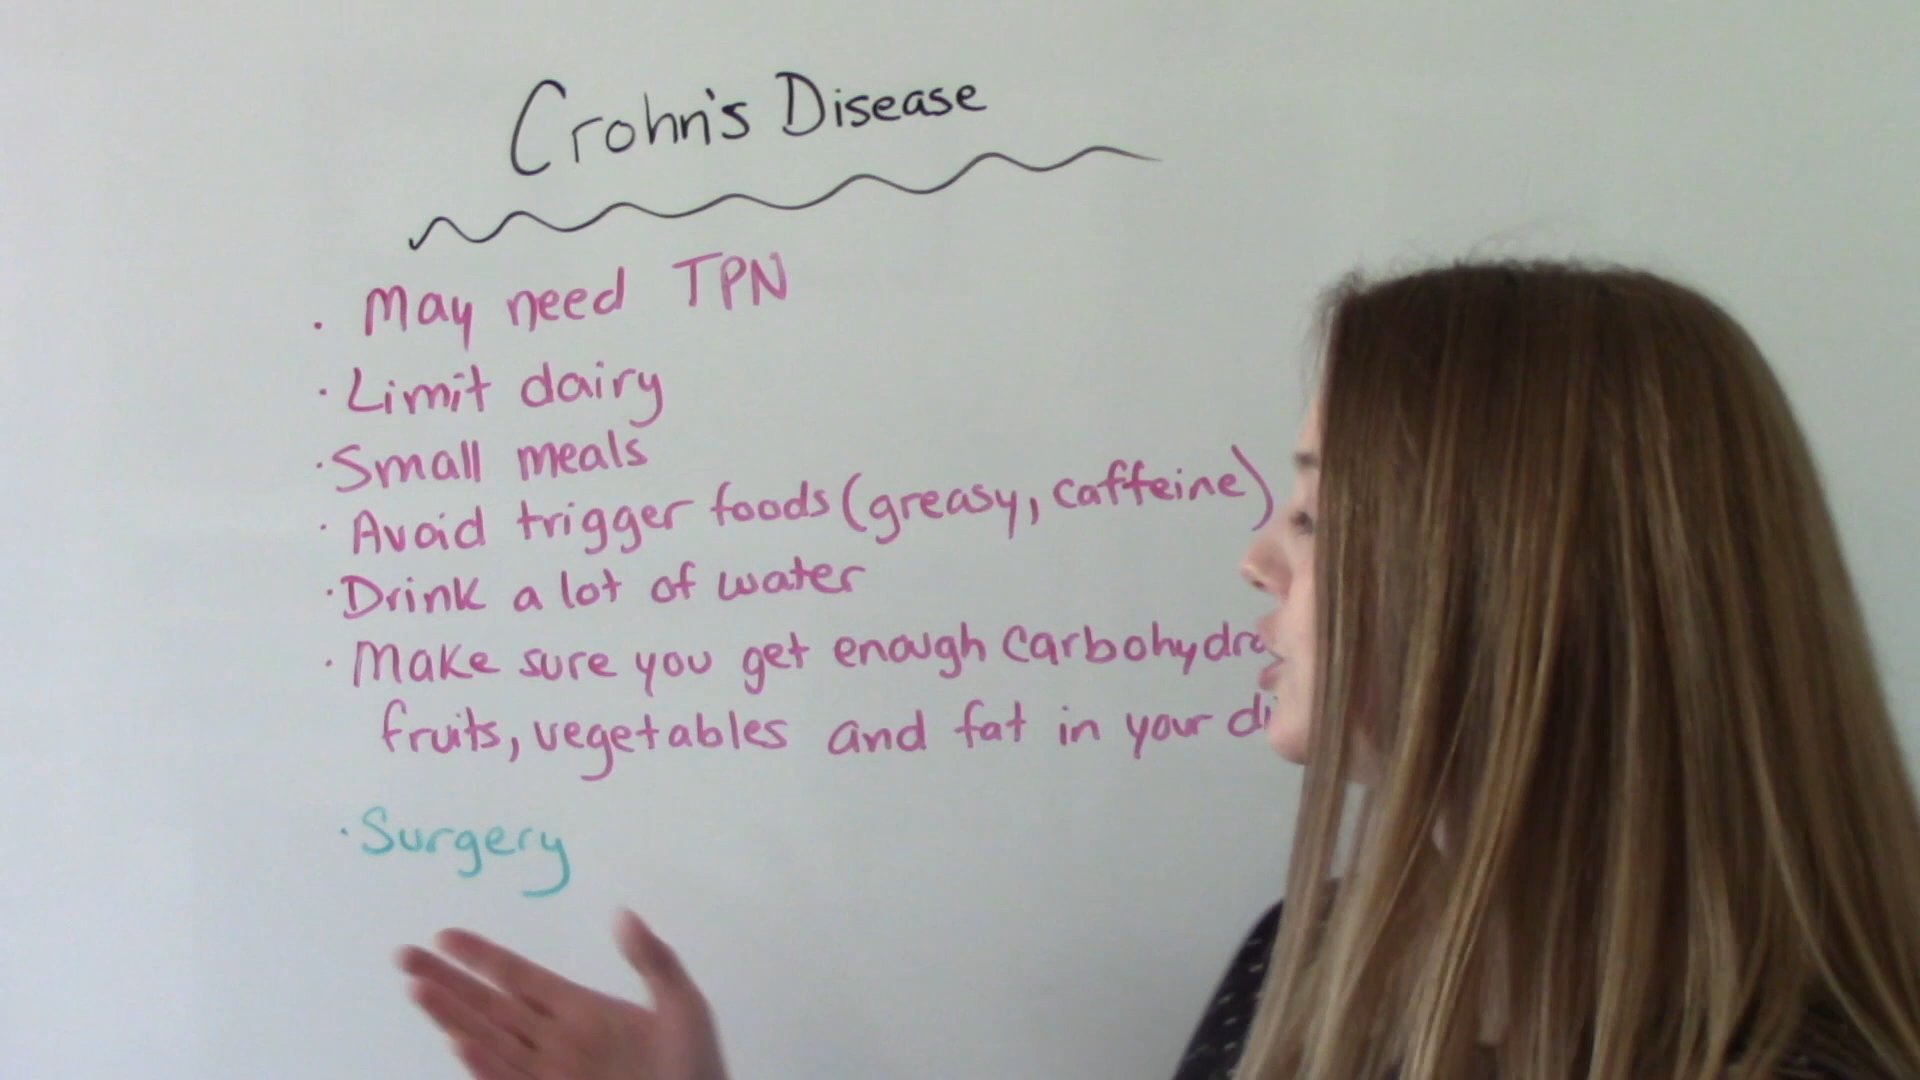 Crohn's Disease
· May need TPN
· Limit dairy
· Small meals
· Avoid trigger foods (greasy, caffeine)
· Drink a lot of water
· Make sure you get enough
fruits, vegetables and fat in your
· Surgery